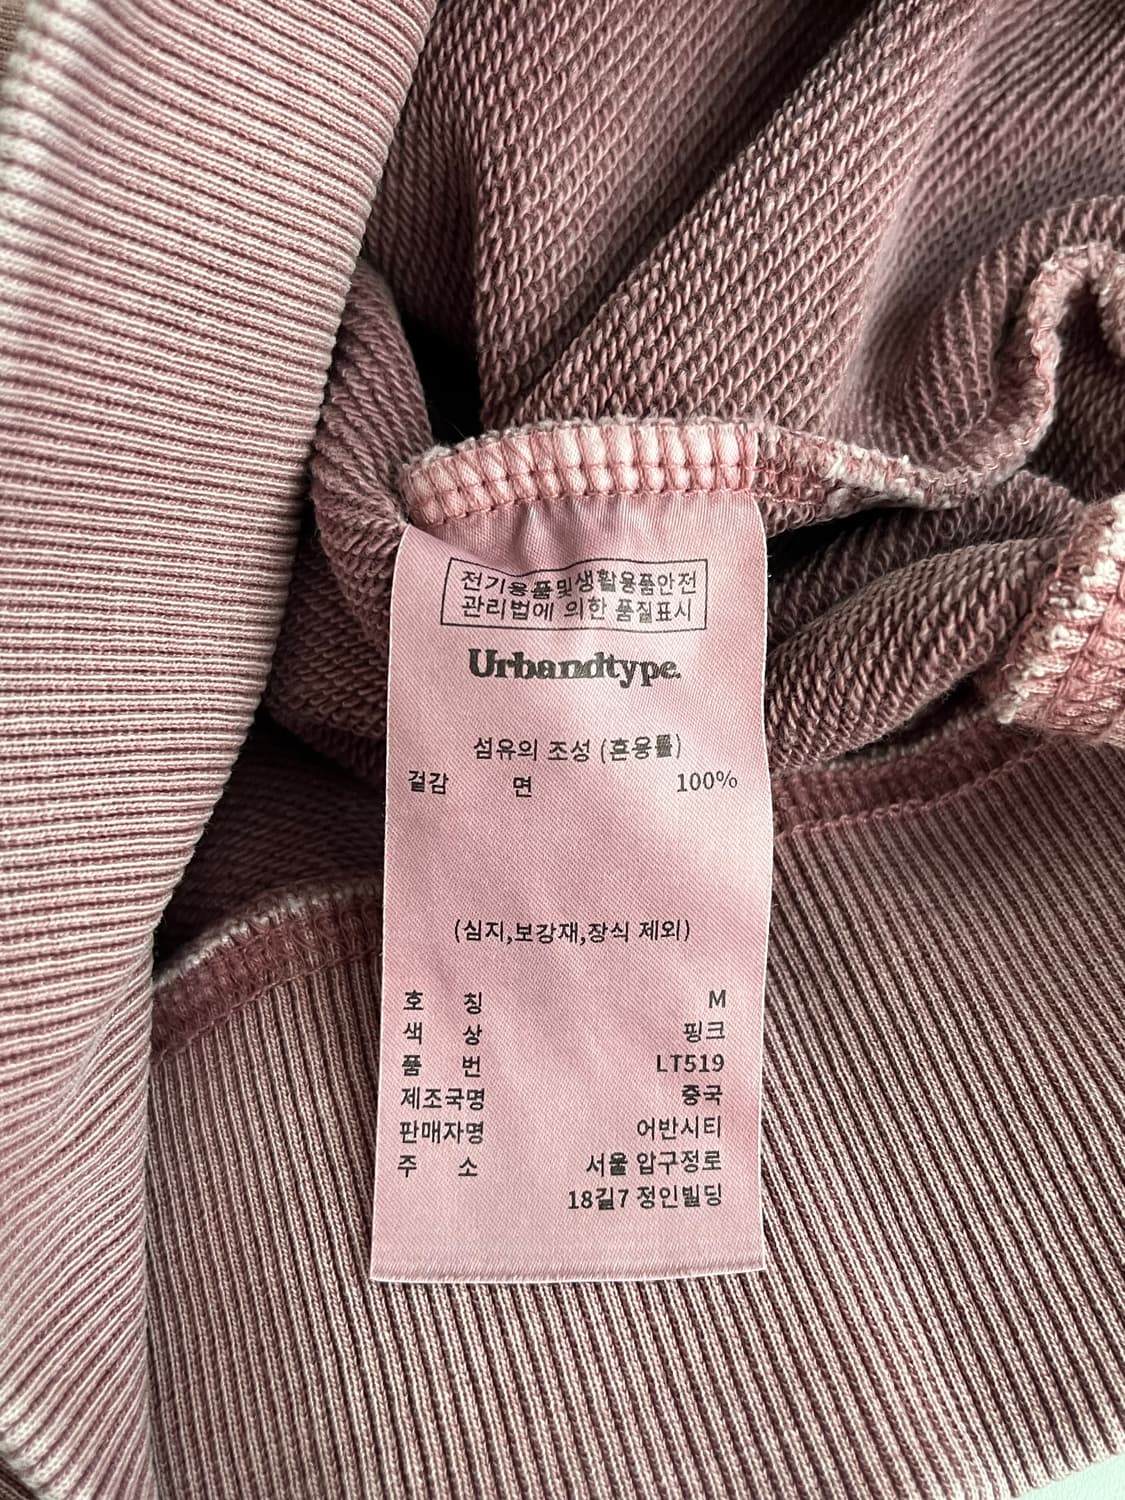 전기용품및생활용품안전
관리법에 의한 품질표시
Urbandtype.
섬유의 조성 (혼용률)
겉감 면 100%
(심지,보강재,장식 제외)
호 칭 M
색 상 핑크
품 번 LT519
제조국명 중국
판매자명 어반시티
주 소 서울 압구정로
18길7 정인빌딩